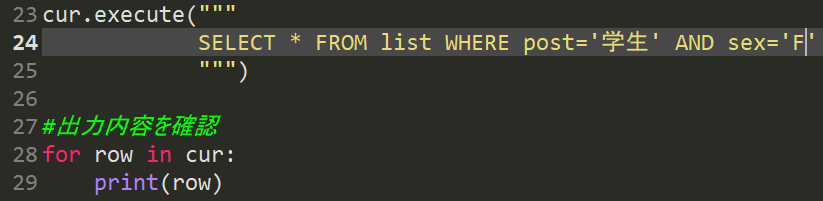 23 cur.execute("""
24 SELECT * FROM list WHERE post='学生' AND sex='F'
25 """)
26
27 #出力内容を確認
28 for row in cur:
29 print(row)